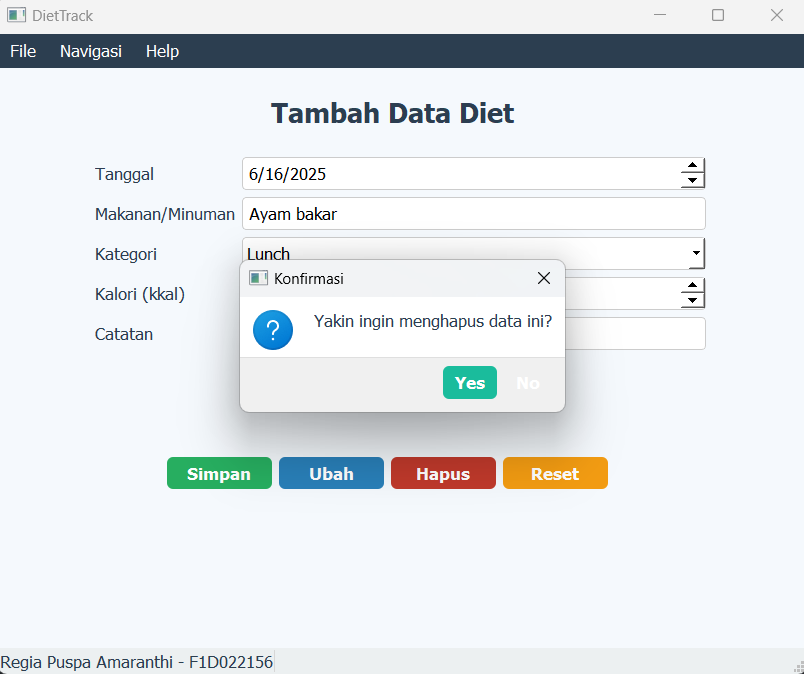 DietTrack
File Navigasi Help
Tambah Data Diet
Tanggal 6/16/2025
Makanan/Minuman Ayam bakar
Kategori Lunch
Konfirmasi
Kalori (kkal)
Yakin ingin menghapus data ini?
Catatan
Yes No
Simpan Ubah Hapus Reset
Regia Puspa Amaranthi - F1D022156